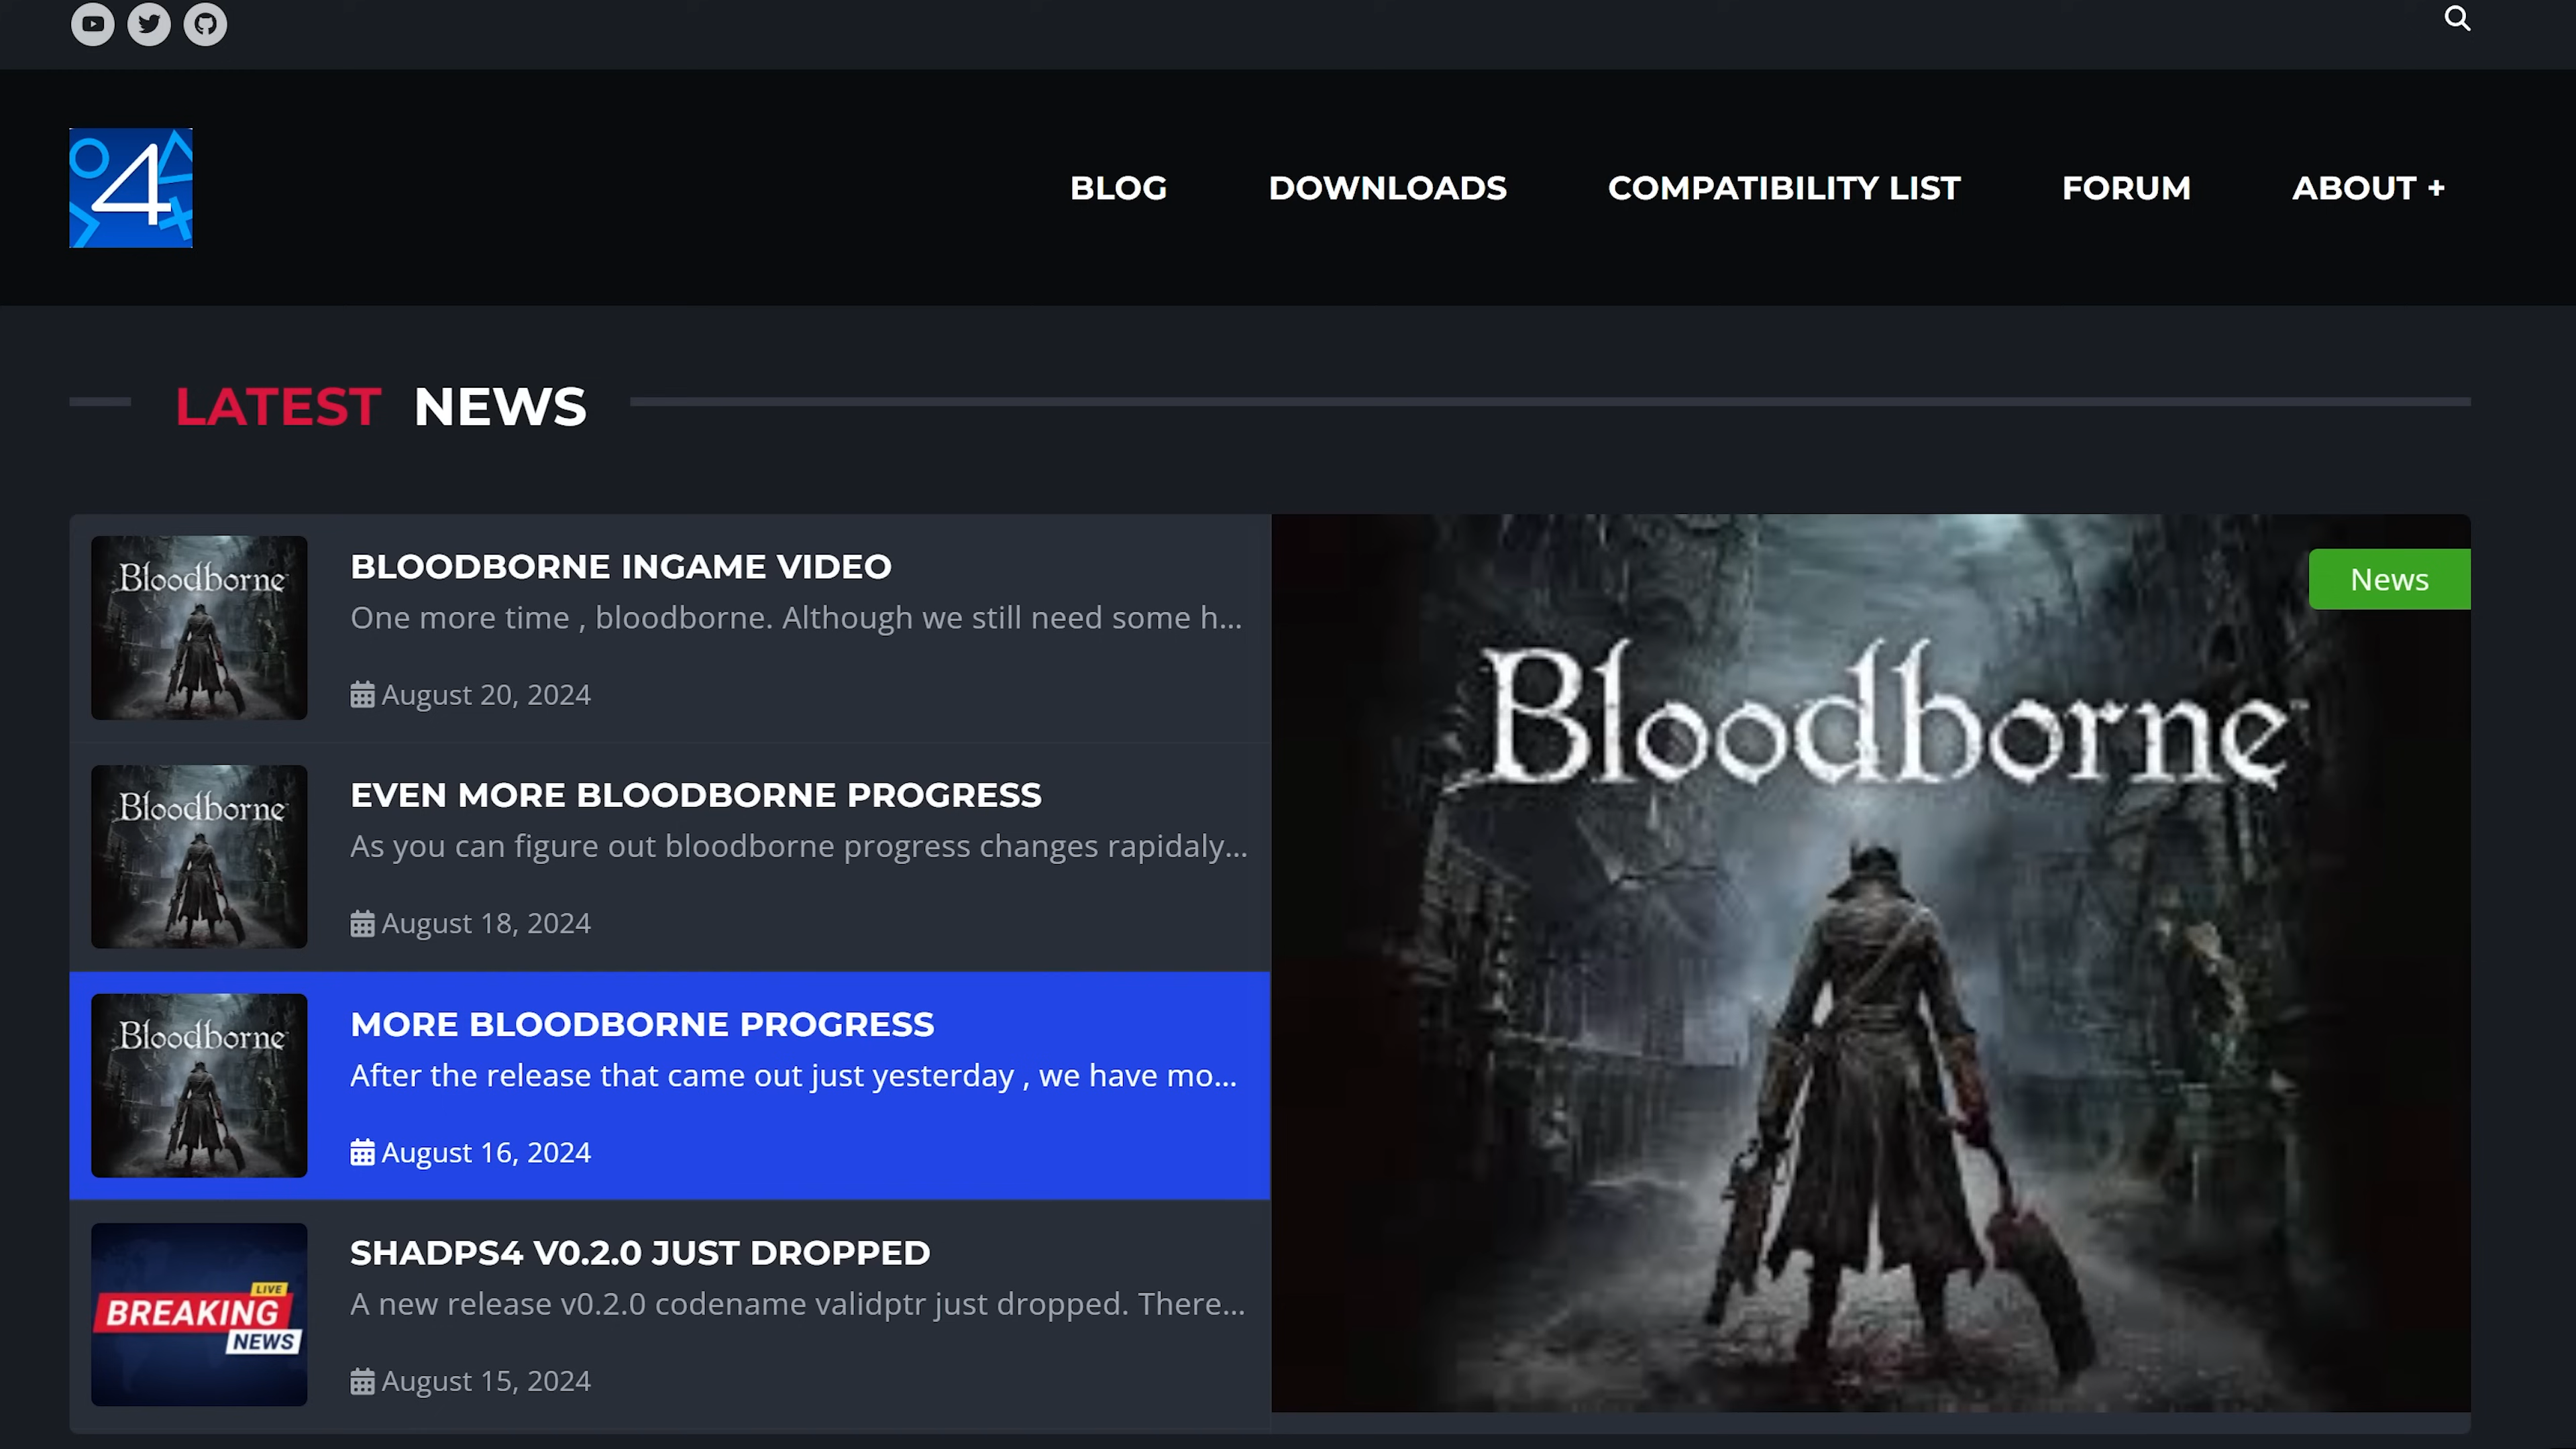 4
BLOG
DOWNLOADS
COMPATIBILITY LIST
FORUM
ABOUT +
LATEST NEWS
Bloodborne
BLOODBORNE INGAME VIDEO
One more time , bloodborne. Although we still need some h...
August 20, 2024
Bloodborne
EVEN MORE BLOODBORNE PROGRESS
As you can figure out bloodborne progress changes rapidaly...
August 18, 2024
Bloodborne
MORE BLOODBORNE PROGRESS
After the release that came out just yesterday , we have mo...
August 16, 2024
LIVE
BREAKING
NEWS
SHADPS4 V0.2.0 JUST DROPPED
A new release v0.2.0 codename validptr just dropped. There...
August 15, 2024
News
Bloodborne